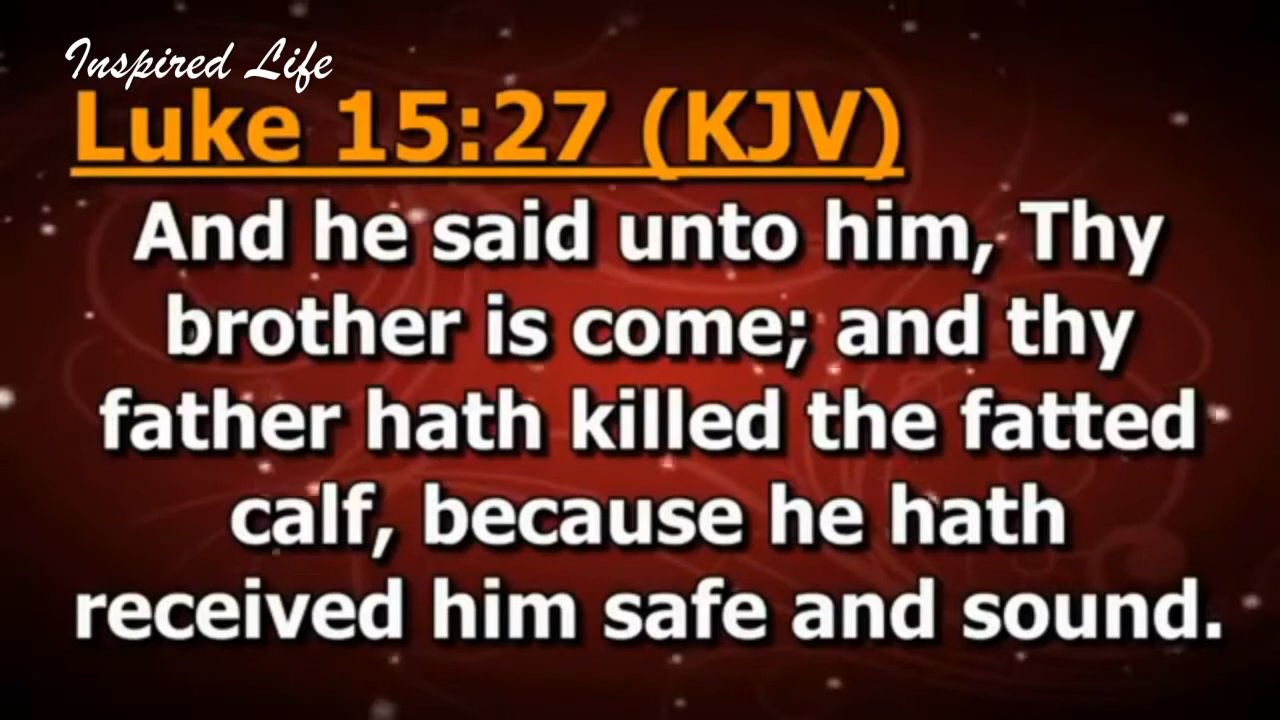 Inspired Life
Luke 15:27 (KJV)
And he said unto him, Thy
brother is come; and thy
father hath killed the fatted
calf, because he hath
received him safe and sound.